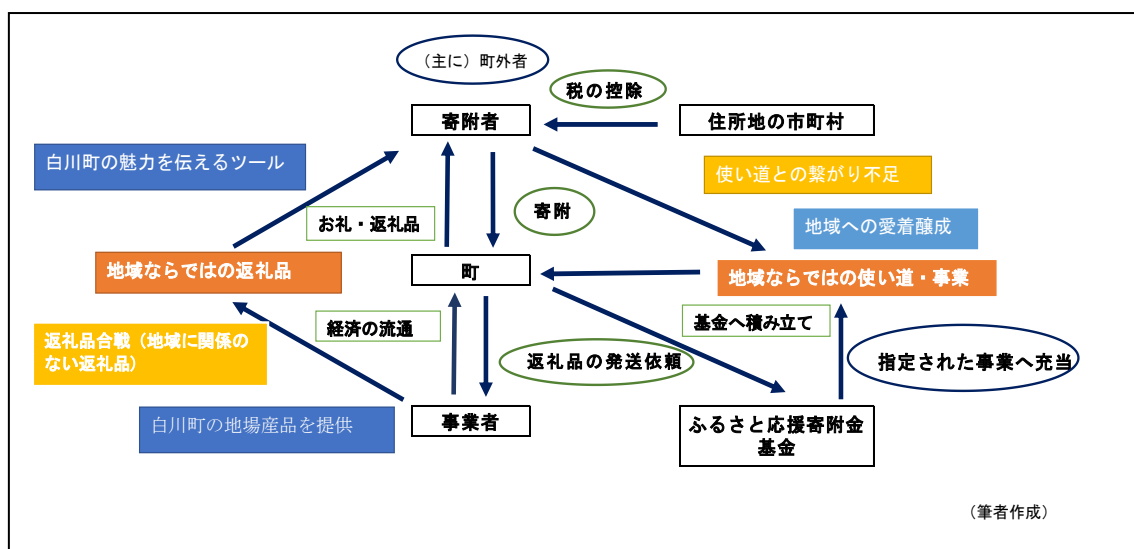 （主に）町外者
税の控除
寄附者
住所地の市町村
白川町の魅力を伝えるツール
使い道との繋がり不足
お礼・返礼品
寄附
地域への愛着醸成
地域ならではの返礼品
町
地域ならではの使い道・事業
経済の流通
基金へ積み立て
返礼品合戦（地域に関係の
ない返礼品）
返礼品の発送依頼
指定された事業へ充当
白川町の地場産品を提供
事業者
ふるさと応援寄附金
基金
（筆者作成）